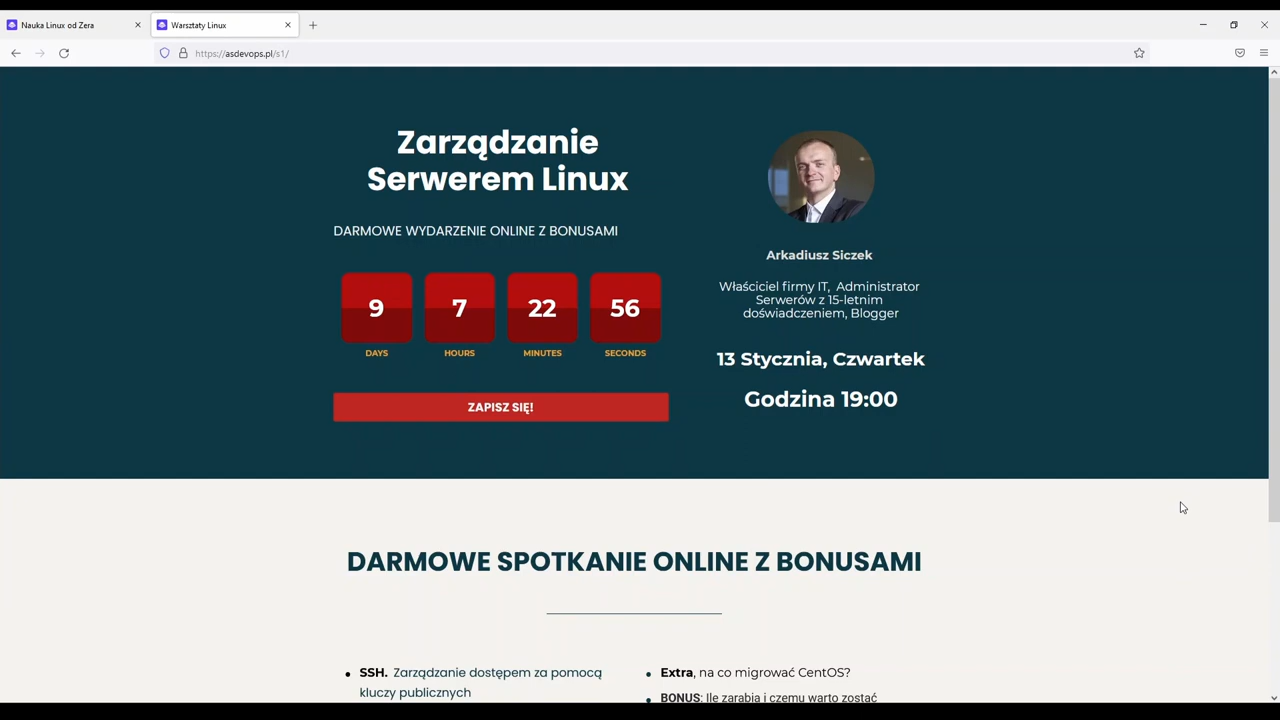 Nauka Linux od Zera
Warsztaty Linux
https://asdevops.pl/s1/
Zarządzanie
Serwerem Linux
DARMOWE WYDARZENIE ONLINE Z BONUSAMI
9 7 22 56
DAYS HOURS MINUTES SECONDS
ZAPISZ SIĘ!
Arkadiusz Siczek
Właściciel firmy IT, Administrator
Serwerów z 15-letnim
doświadczeniem, Blogger
13 Stycznia, Czwartek
Godzina 19:00
DARMOWE SPOTKANIE ONLINE Z BONUSAMI
SSH. Zarządzanie dostępem za pomocą
kluczy publicznych
Extra, na co migrować CentOS?
BONUS: Ile zarabia i czemu warto zostać